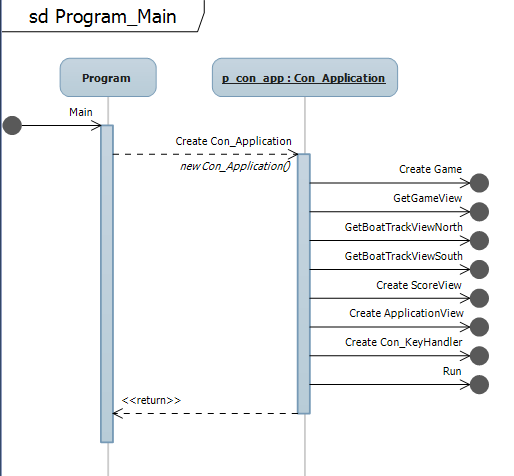 sd Program_Main
Program
p_con_app : Con_Application
Main
Create Con_Application
new Con_Application()
Create Game
GetGameView
GetBoatTrackViewNorth
GetBoatTrackViewSouth
Create ScoreView
Create ApplicationView
Create Con_KeyHandler
Run
<<return>>